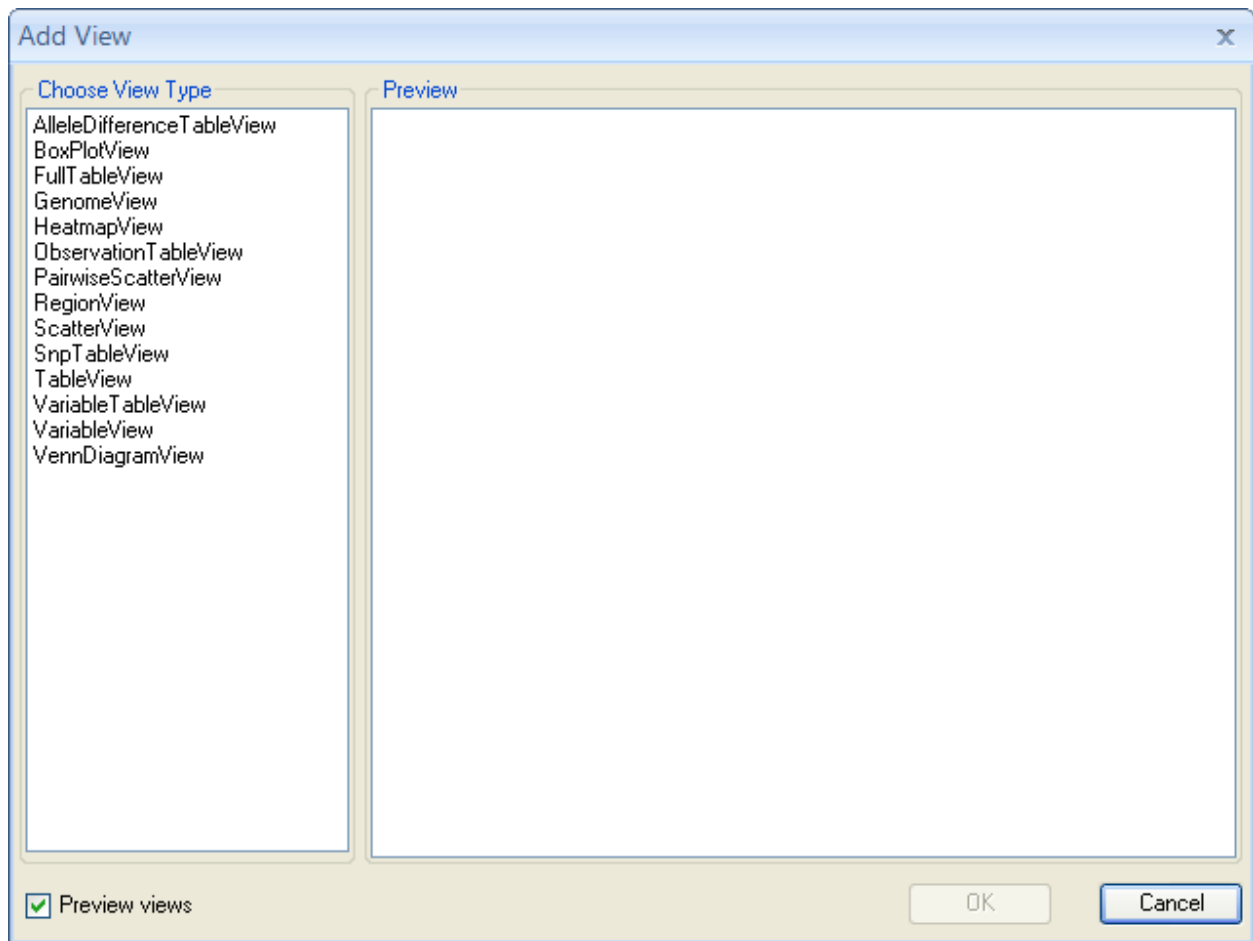 Add View
Choose View Type
AlleleDifferenceTableView
BoxPlotView
FullTableView
GenomeView
HeatmapView
ObservationTableView
PairwiseScatterView
RegionView
ScatterView
SnpTableView
TableView
VariableTableView
VariableView
VennDiagramView
Preview
Preview views
OK
Cancel